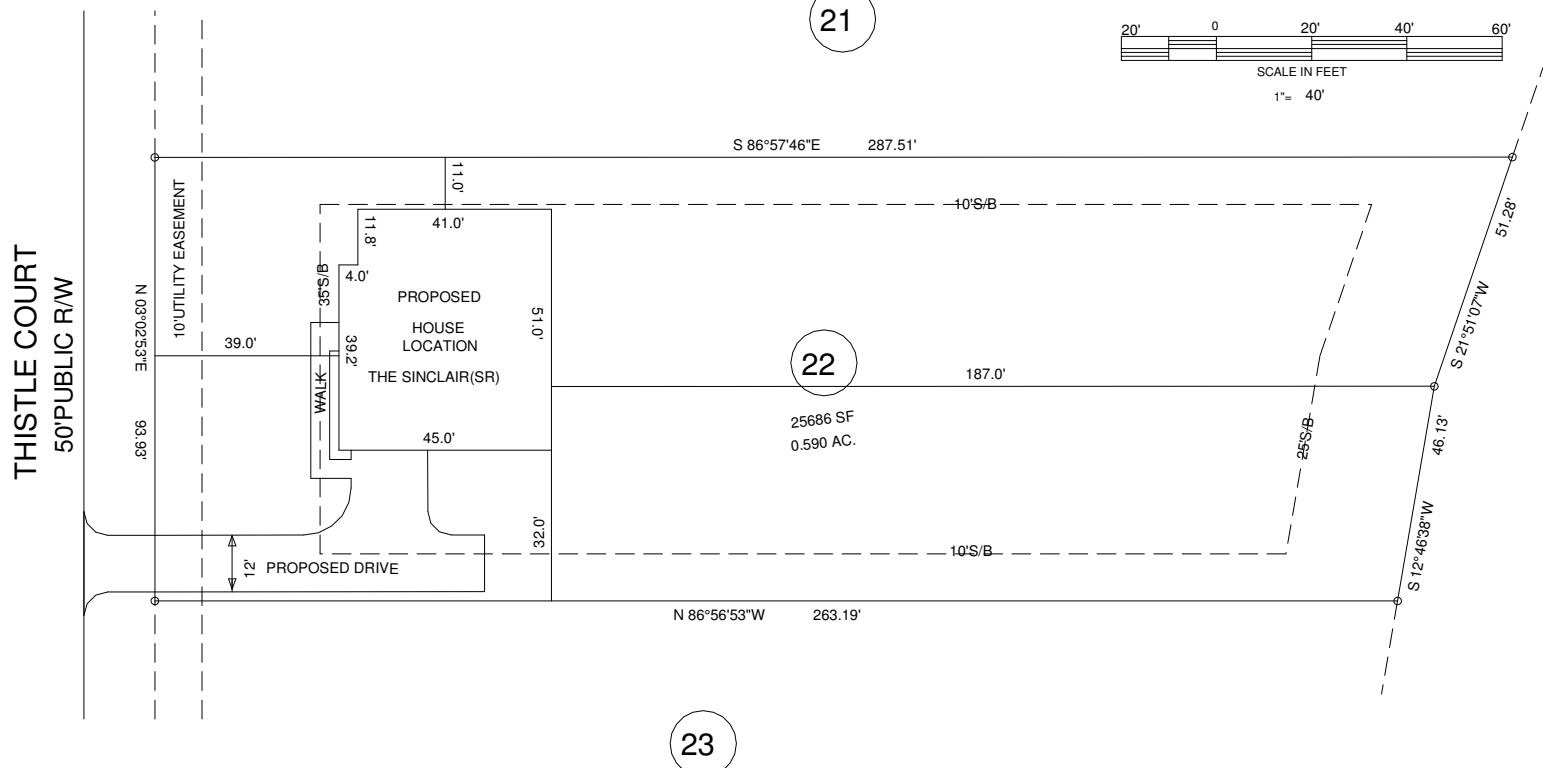 21
20' 0 20' 40' 60'
SCALE IN FEET
1"= 40'
S 86°57'46"E 287.51'
11.0'
10'S/B
51.28'
S 21°51'07"W
THISTLE COURT
50'PUBLIC R/W
N 03°02'53"E 93.93'
10'UTILITY EASEMENT
35'S/B
41.0'
11.8'
4.0'
PROPOSED
HOUSE
LOCATION
THE SINCLAIR(SR)
51.0'
39.0'
39.2'
WALK
45.0'
22
187.0'
25686 SF
0.590 AC.
25'S/B
46.13'
S 12°46'38"W
32.0'
10'S/B
12'
PROPOSED DRIVE
N 86°56'53"W 263.19'
23